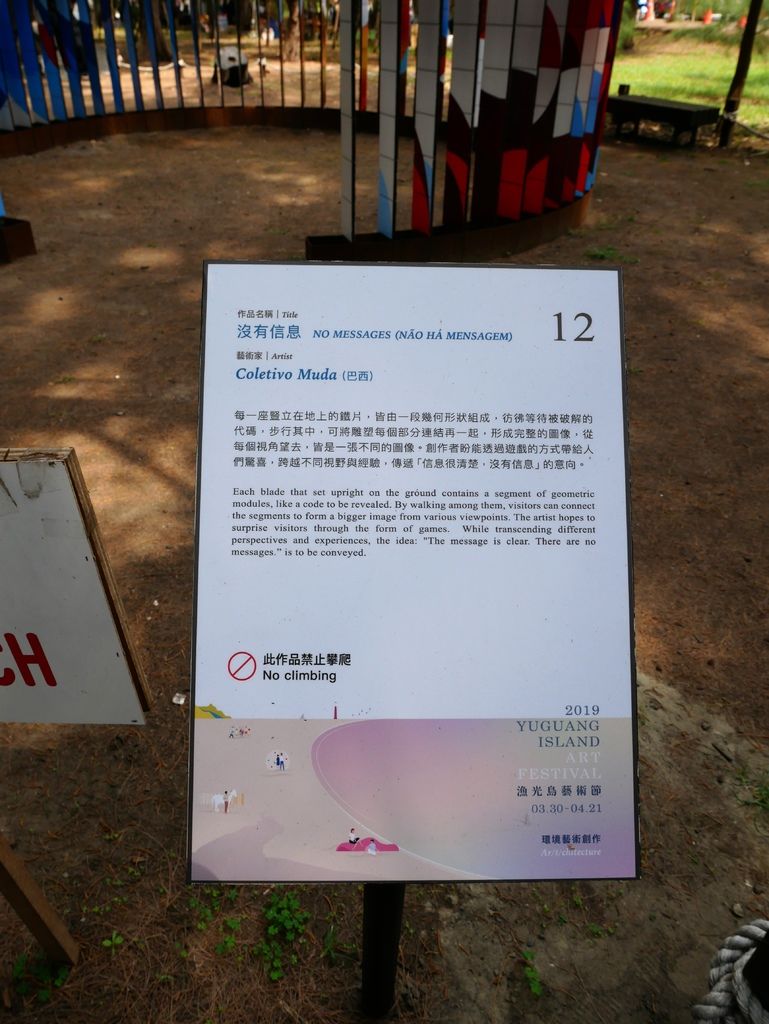 作品名稱 | Title
沒有信息 NO MESSAGES (NÃO HÁ MENSAGEM)
12
藝術家 | Artist
Coletivo Muda (巴西)
每一座豎立在地上的鐵片，皆由一段幾何形狀組成，彷彿等待被破解的
代碼，步行其中，可將雕塑每個部分連結再一起，形成完整的圖像，從
每個視角望去，皆是一張不同的圖像。創作者盼能透過遊戲的方式帶給人
們驚喜，跨越不同視野與經驗，傳遞「信息很清楚，沒有信息」的意向。
Each blade that set upright on the ground contains a segment of geometric
modules, like a code to be revealed. By walking among them, visitors can connect
the segments to form a bigger image from various viewpoints. The artist hopes to
surprise visitors through the form of games. While transcending different
perspectives and experiences, the idea: "The message is clear. There are no
messages." is to be conveyed.
CH
此作品禁止攀爬
No climbing
2019
YUGUANG
ISLAND
ART
FESTIVAL
漁光島藝術節
03.30-04.21
環境藝術創作
Ar/t/chitecture